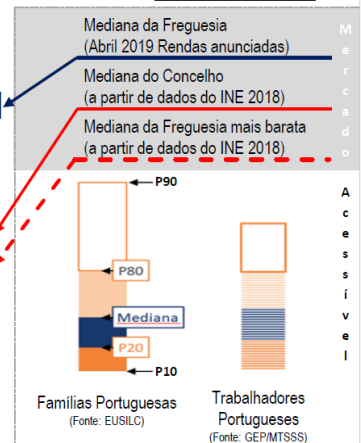 Mediana da Freguesia
(Abril 2019 Rendas anunciadas)
Mediana do Concelho
(a partir de dados do INE 2018)
Mediana da Freguesia mais barata
(a partir de dados do INE 2018)
Mercado
P90
P80
Mediana
P20
P10
Acessível
Famílias Portuguesas
(Fonte: EUSILC)
Trabalhadores
Portugueses
(Fonte: GEP/MTSSS)